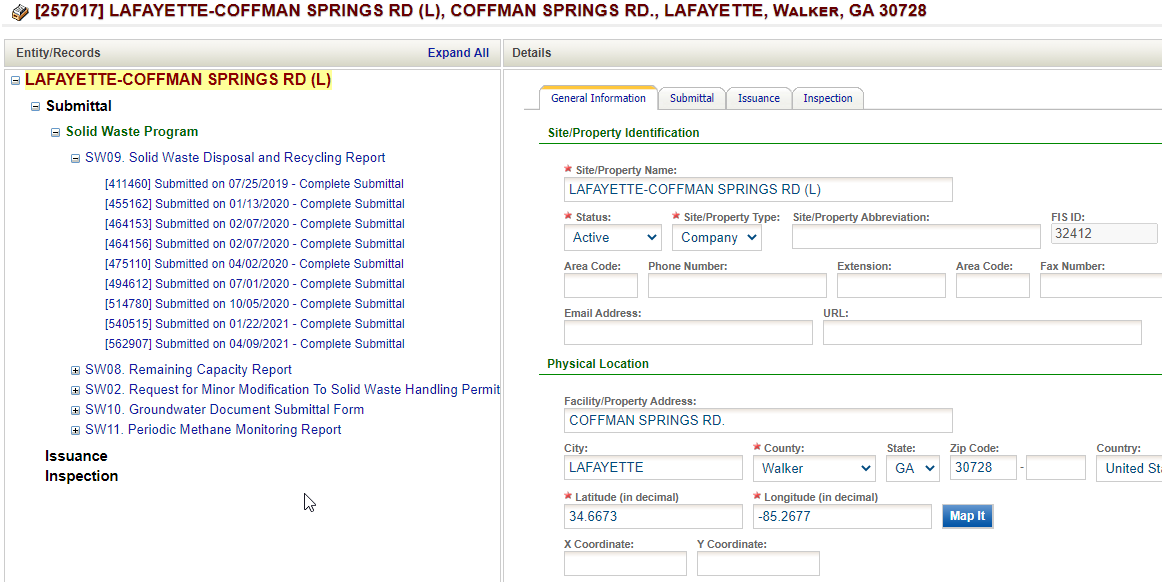 [257017] LAFAYETTE-COFFMAN SPRINGS RD (L), COFFMAN SPRINGS RD., LAFAYETTE, WALKER, GA 30728
Entity/Records Expand All
LAFAYETTE-COFFMAN SPRINGS RD (L)
Submittal
Solid Waste Program
SW09. Solid Waste Disposal and Recycling Report
[411460] Submitted on 07/25/2019 - Complete Submittal
[455162] Submitted on 01/13/2020 - Complete Submittal
[464153] Submitted on 02/07/2020 - Complete Submittal
[464156] Submitted on 02/07/2020 - Complete Submittal
[475110] Submitted on 04/02/2020 - Complete Submittal
[494612] Submitted on 07/01/2020 - Complete Submittal
[514780] Submitted on 10/05/2020 - Complete Submittal
[540515] Submitted on 01/22/2021 - Complete Submittal
[562907] Submitted on 04/09/2021 - Complete Submittal
SW08. Remaining Capacity Report
SW02. Request for Minor Modification To Solid Waste Handling Permit
SW10. Groundwater Document Submittal Form
SW11. Periodic Methane Monitoring Report
Issuance
Inspection
Details
General Information Submittal Issuance Inspection
Site/Property Identification
* Site/Property Name:
LAFAYETTE-COFFMAN SPRINGS RD (L)
* Status: * Site/Property Type: Site/Property Abbreviation: FIS ID:
Active Company 32412
Area Code: Phone Number: Extension: Area Code: Fax Number:
Email Address: URL:
Physical Location
Facility/Property Address:
COFFMAN SPRINGS RD.
City: * County: State: Zip Code: Country:
LAFAYETTE Walker GA 30728 - United Sta
* Latitude (in decimal) * Longitude (in decimal)
34.6673 -85.2677 Map It
X Coordinate: Y Coordinate: